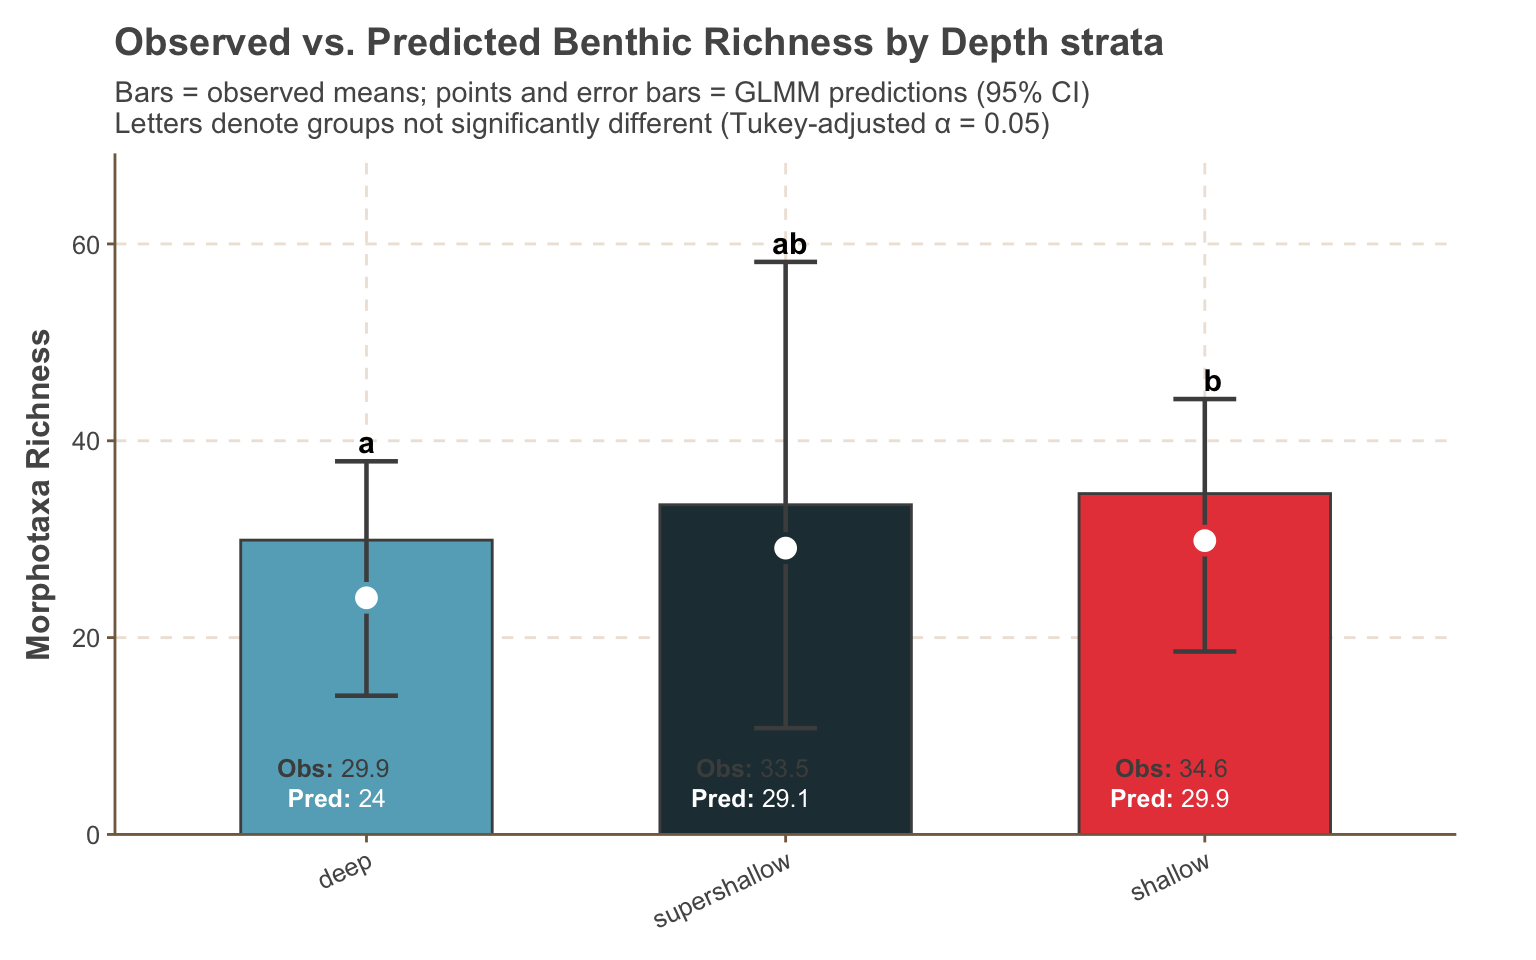 Observed vs. Predicted Benthic Richness by Depth strata
Bars = observed means; points and error bars = GLMM predictions (95% CI)
Letters denote groups not significantly different (Tukey-adjusted α = 0.05)
Morphotaxa Richness
60
40
20
0
a
ab
b
Obs: 29.9
Pred: 24
Obs: 33.5
Pred: 29.1
Obs: 34.6
Pred: 29.9
deep
supershallow
shallow